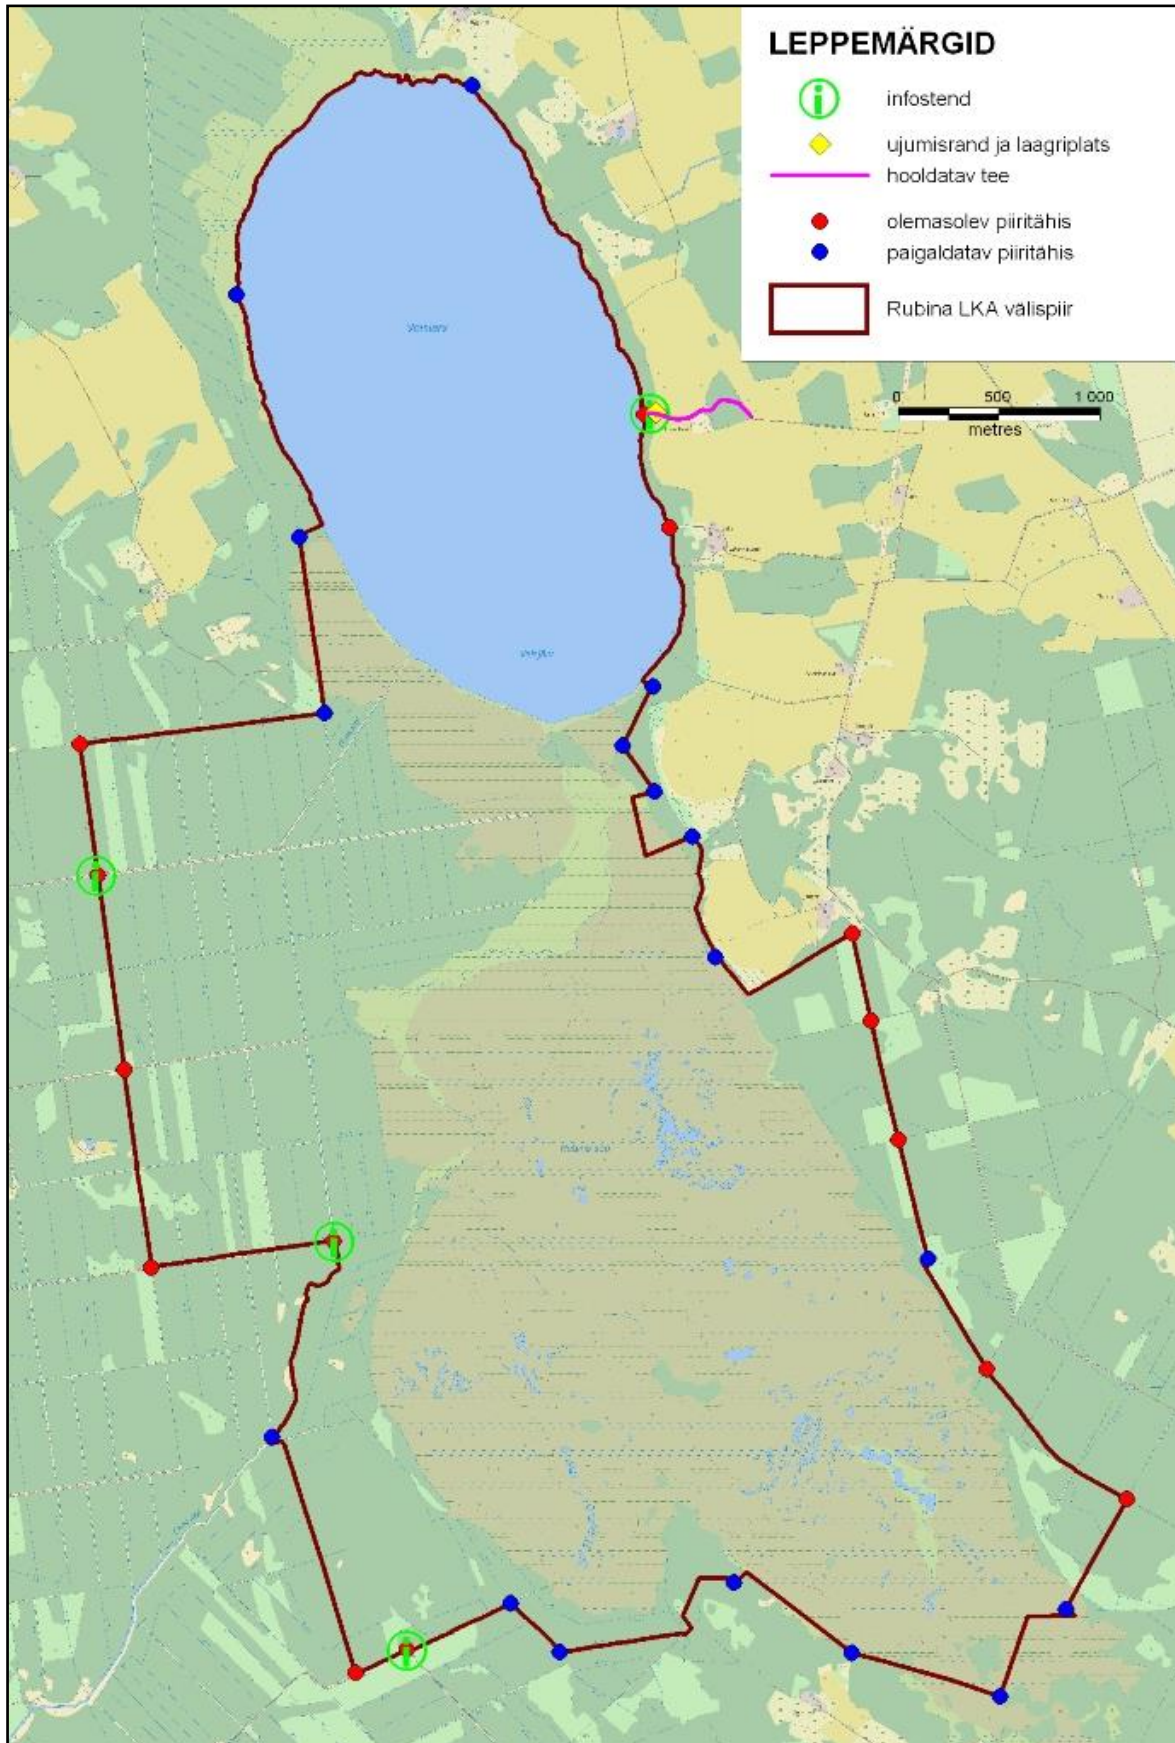 LEPPEMÄRGID
infostend
ujumisrand ja laagriplats
hooldatav tee
olemasolev piiritähis
paigaldatav piiritähis
Rubina LKA välispiir
0 500 1 000
metres